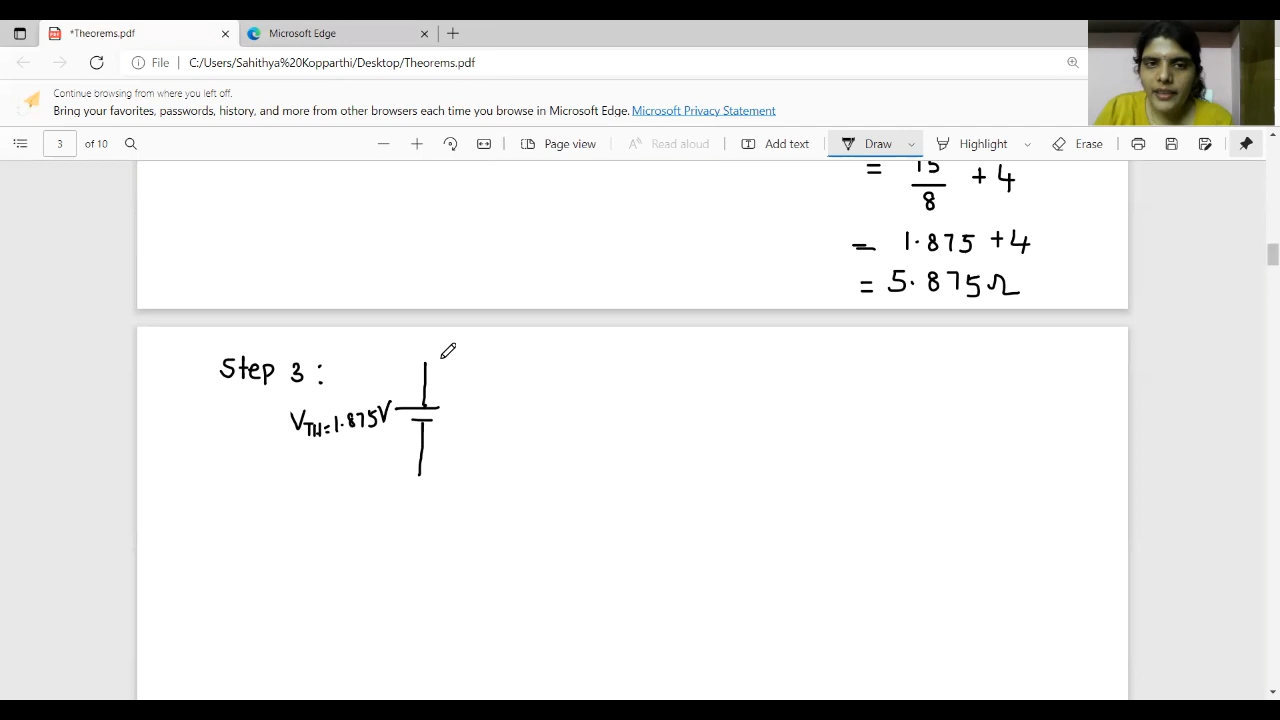 *Theorems.pdf
Microsoft Edge
File C:/Users/Sahithya%20Kopparthi/Desktop/Theorems.pdf
Continue browsing from where you left off.
Bring your favorites, passwords, history, and more from other browsers each time you browse in Microsoft Edge. Microsoft Privacy Statement
3 of 10 Page view Read aloud Add text Draw Highlight Erase
= 15/8 + 4
= 1.875 + 4
= 5.875Ω
Step 3 :
VTH=1.875V